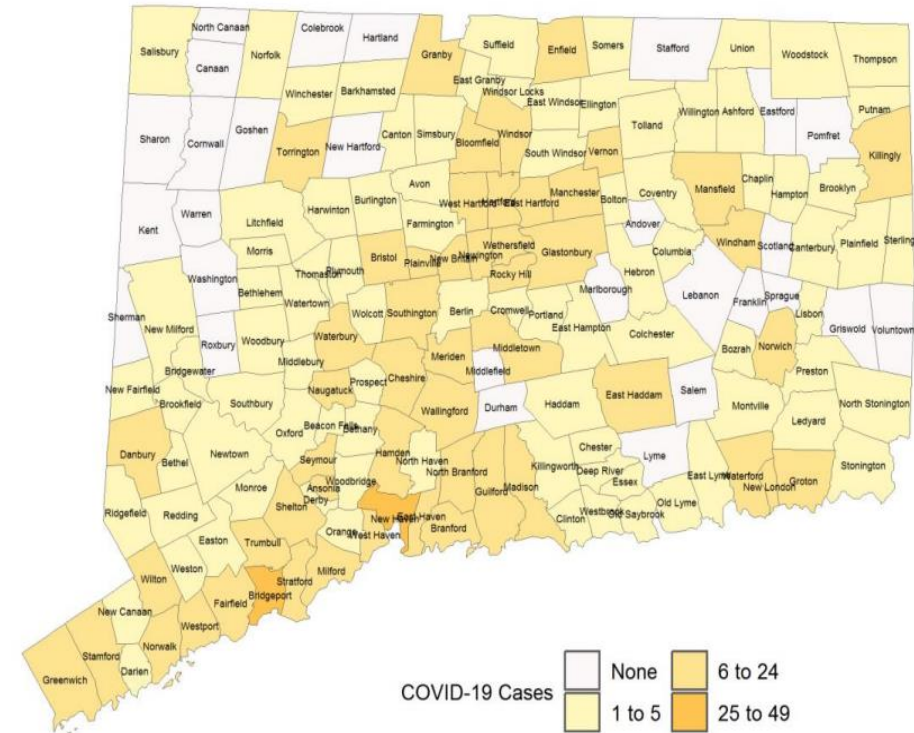 North Canaan
Colebrook
Hartland
Salisbury
Norfolk
Canaan
Granby
Suffield
Enfield
Somers
Stafford
Union
Woodstock
Thompson
East Granby
Windsor Locks
Winchester
Barkhamsted
East Windsor
Ellington
Willington
Ashford
Eastford
Putnam
Sharon
Cornwall
Goshen
Torrington
New Hartford
Canton
Simsbury
Bloomfield
Windsor
South Windsor
Vernon
Tolland
Pomfret
Killingly
Kent
Warren
Litchfield
Harwinton
Burlington
Avon
West Hartford
Hartford
East Hartford
Manchester
Bolton
Coventry
Mansfield
Chaplin
Hampton
Brooklyn
Andover
Farmington
Morris
Washington
Bethlehem
Thomaston
Plymouth
Bristol
Plainville
New Britain
Newington
Wethersfield
Rocky Hill
Glastonbury
Hebron
Columbia
Windham
Scotland
Canterbury
Plainfield
Sterling
Watertown
Marlborough
Lebanon
Franklin
Sprague
Lisbon
Griswold
Voluntown
Sherman
New Milford
Roxbury
Woodbury
Wolcott
Southington
Berlin
Cromwell
Portland
East Hampton
Colchester
Bozrah
Norwich
Preston
Bridgewater
Middlebury
Waterbury
Meriden
Middletown
Middlefield
New Fairfield
Brookfield
Southbury
Naugatuck
Prospect
Cheshire
Wallingford
Durham
Haddam
East Haddam
Salem
Montville
Ledyard
North Stonington
Danbury
Bethel
Newtown
Oxford
Beacon Falls
Bethany
Hamden
North Haven
North Branford
Guilford
Madison
Killingworth
Chester
Deep River
Essex
Lyme
East Lyme
Waterford
New London
Groton
Stonington
Seymour
Ansonia
Derby
Woodbridge
Ridgefield
Redding
Monroe
Shelton
Orange
New Haven
East Haven
West Haven
Branford
Clinton
Westbrook
Old Saybrook
Old Lyme
Easton
Weston
Trumbull
Wilton
Fairfield
Bridgeport
Stratford
Milford
New Canaan
Westport
Norwalk
Greenwich
Stamford
Darien
COVID-19 Cases
None
6 to 24
1 to 5
25 to 49